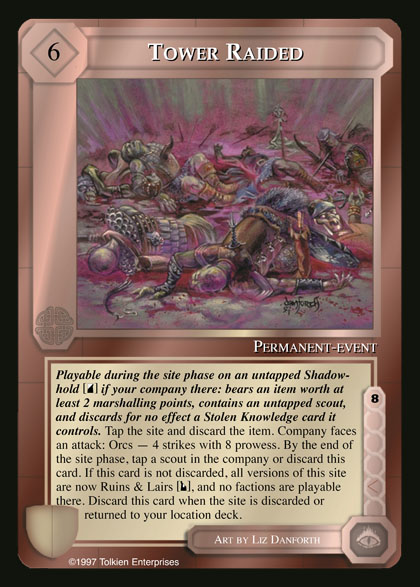 6
TOWER RAIDED
DANFORTH
PERMANENT-EVENT
Playable during the site phase on an untapped Shadow-
hold [] if your company there: bears an item worth at
least 2 marshalling points, contains an untapped scout,
and discards for no effect a Stolen Knowledge card it
controls. Tap the site and discard the item. Company faces
an attack: Orcs — 4 strikes with 8 prowess. By the end of
the site phase, tap a scout in the company or discard this
card. If this card is not discarded, all versions of this site
are now Ruins & Lairs [], and no factions are playable
there. Discard this card when the site is discarded or
returned to your location deck.
8
ART BY LIZ DANFORTH
©1997 Tolkien Enterprises